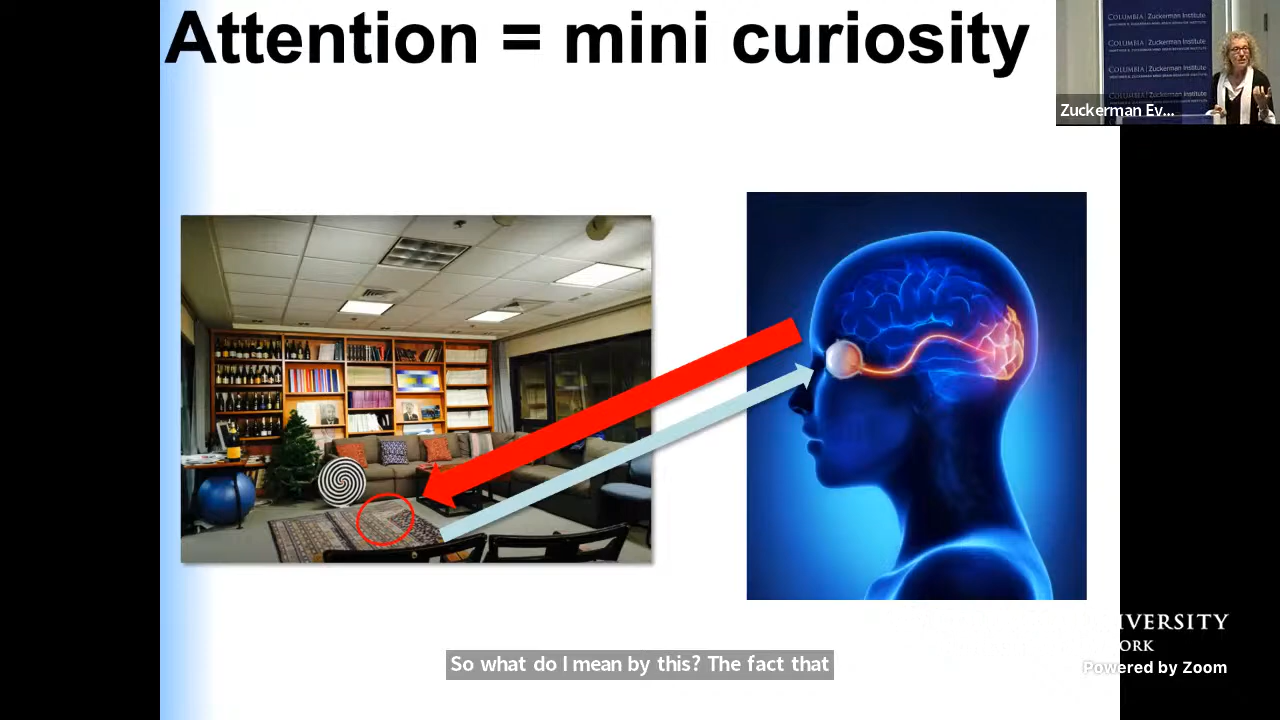 Attention = mini curiosity
COLUMBIA | Zuckerman Institute
COLUMBIA | Zuckerman Institute
COLUMBIA | Zuckerman Institute
COLUMBIA | Zuckerman Institute
Zuckerman Ev...
So what do I mean by this? The fact that
IVERSITY
ORK
Powered by Zoom